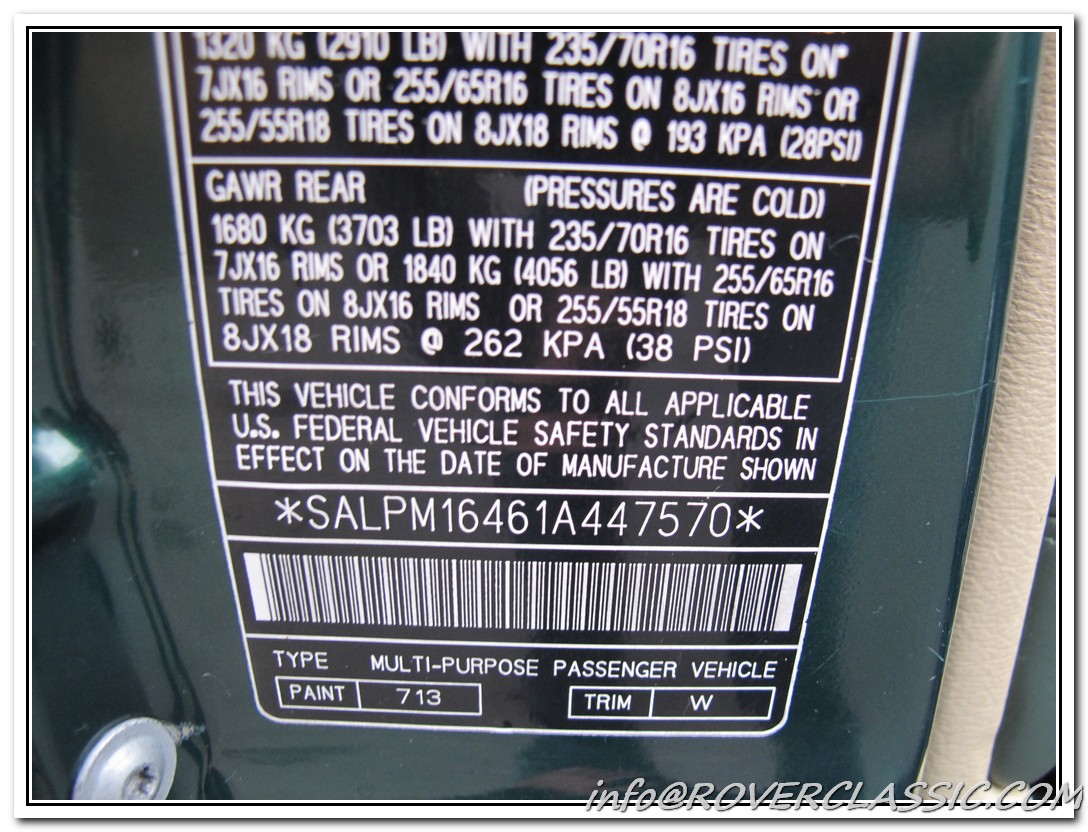 1320 KG (2910 LB) WITH 235/70R16 TIRES ON
7JX16 RIMS OR 255/65R16 TIRES ON 8JX16 RIMS OR
255/55R18 TIRES ON 8JX18 RIMS @ 193 KPA (28PSI)
GAWR REAR (PRESSURES ARE COLD)
1680 KG (3703 LB) WITH 235/70R16 TIRES ON
7JX16 RIMS OR 1840 KG (4056 LB) WITH 255/65R16
TIRES ON 8JX16 RIMS OR 255/55R18 TIRES ON
8JX18 RIMS @ 262 KPA (38 PSI)
THIS VEHICLE CONFORMS TO ALL APPLICABLE
U.S. FEDERAL VEHICLE SAFETY STANDARDS IN
EFFECT ON THE DATE OF MANUFACTURE SHOWN
*SALPM16461A447570*
TYPE MULTI-PURPOSE PASSENGER VEHICLE
PAINT 713 TRIM W
info@ROVERCLASSIC.COM